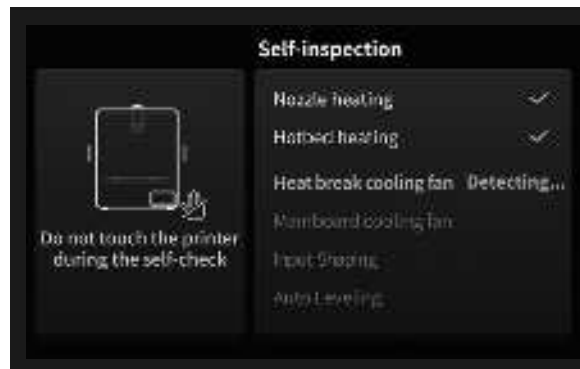 Self-inspection
Do not touch the printer
during the self-check
Nozzle heating
Hotbed heating
Heat break cooling fan Detecting...
Mainboard cooling fan
Input Shaping
Auto Leveling